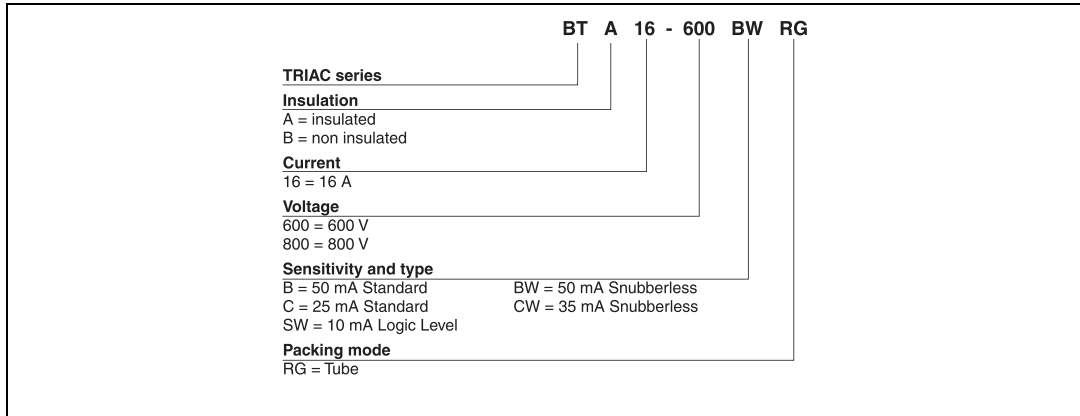 BT A 16 - 600 BW RG
TRIAC series
Insulation
A = insulated
B = non insulated
Current
16 = 16 A
Voltage
600 = 600 V
800 = 800 V
Sensitivity and type
B = 50 mA Standard BW = 50 mA Snubberless
C = 25 mA Standard CW = 35 mA Snubberless
SW = 10 mA Logic Level
Packing mode
RG = Tube